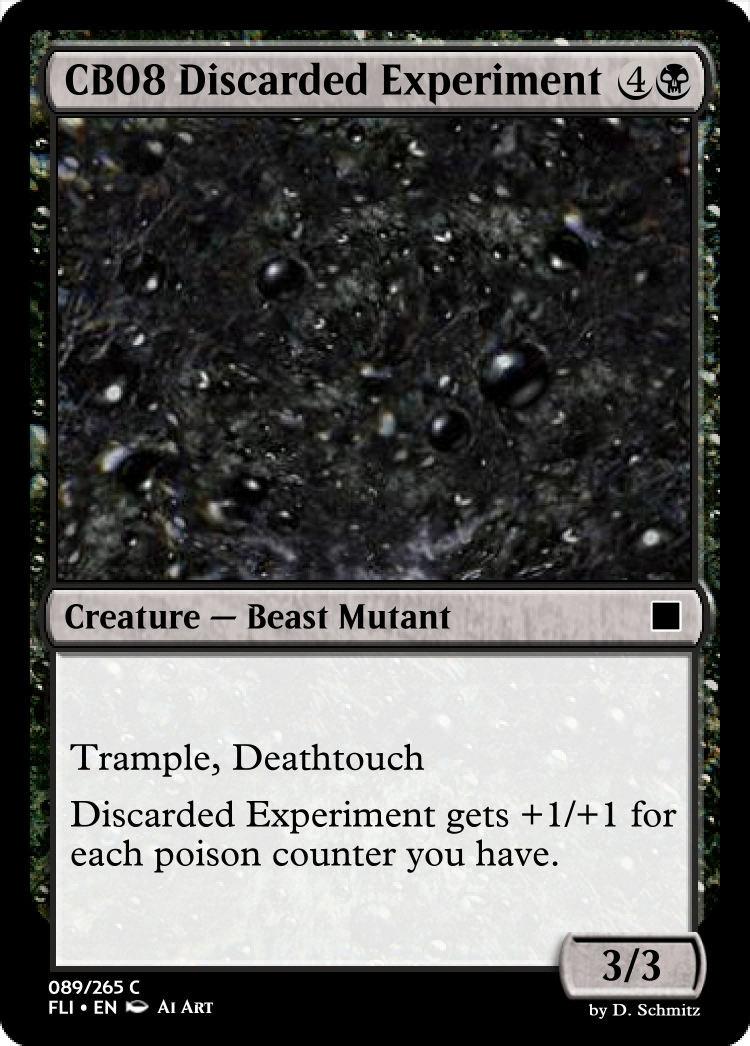 CB08 Discarded Experiment 4
Creature — Beast Mutant
Trample, Deathtouch
Discarded Experiment gets +1/+1 for
each poison counter you have.
3/3
089/265 C
FLI • EN AI ART
by D. Schmitz